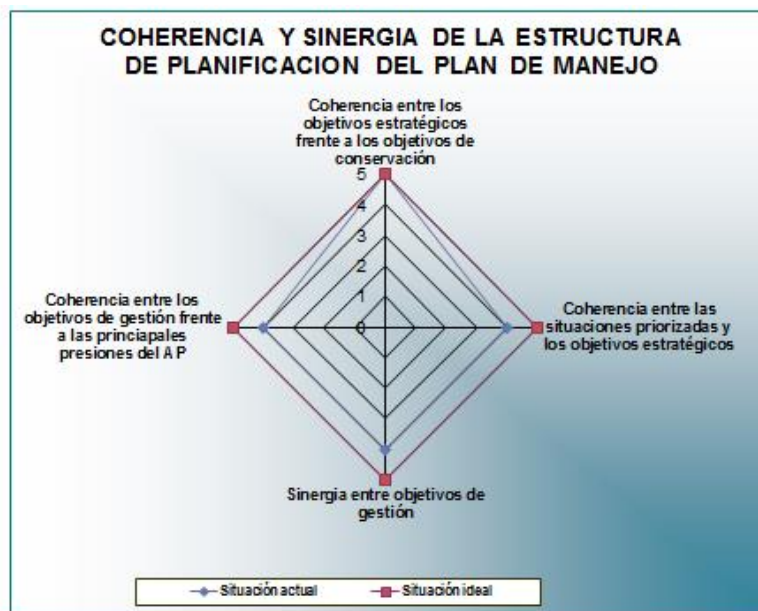 COHERENCIA Y SINERGIA DE LA ESTRUCTURA
DE PLANIFICACION DEL PLAN DE MANEJO
Coherencia entre los
objetivos estratégicos
frente a los objetivos de
conservación
5
4
3
2
1
0
Coherencia entre los
objetivos de gestión frente
a las princiapales
presiones del A P
Coherencia entre las
situaciones priorizadas y
los objetivos estratégicos
Sinergia entre objetivos de
gestión
Situación actual
Situación ideal